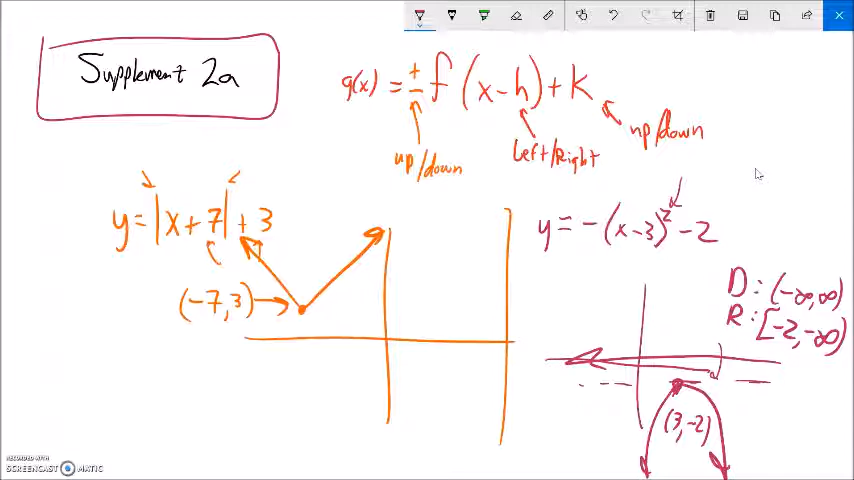 Supplement 2a
g(x) = ± f(x-h)+k
up/down
Left/Right
up/down
y = |x+7| + 3
(-7,3)
y = -(x-3)² -2
D: (-∞,∞)
R: [-2,-∞)
(3,-2)
RECORDED WITH
SCREENCAST MATIC